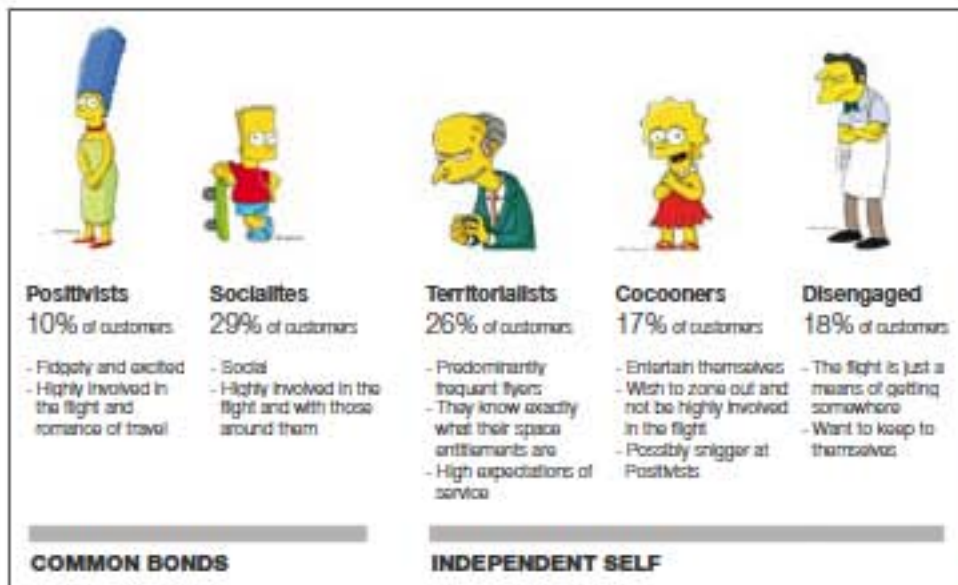 Positivists
10% of customers
- Fidgety and excited
- Highly involved in
the flight and
romance of travel
Socialites
29% of customers
- Social
- Highly involved in the
flight and with those
around them
Territorialists
26% of customers
- Predominantly
frequent flyers
- They know exactly
what their space
entitlements are
- High expectations of
service
Cocooners
17% of customers
- Entertain themselves
- Wish to zone out and
not be highly involved
in the flight
- Possibly snigger at
Positivists
Disengaged
18% of customers
- The flight is just a
means of getting
somewhere
- Want to keep to
themselves
COMMON BONDS
INDEPENDENT SELF